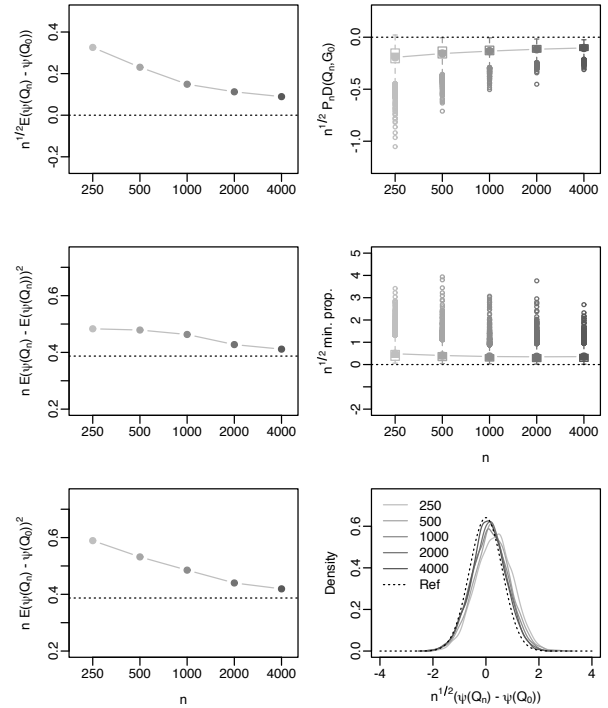 n^{1/2}E(ψ(Q_n) - ψ(Q_0))
0.4
0.2
0.0
-0.2
250 500 1000 2000 4000
n^{1/2} P_nD(Q_n,G_0)
0.0
-0.5
-1.0
250 500 1000 2000 4000
n E(ψ(Q_n) - E(ψ(Q_n)))^2
0.6
0.4
0.2
250 500 1000 2000 4000
n^{1/2} min. prop.
5
4
3
2
1
0
-2
250 500 1000 2000 4000
n
n E(ψ(Q_n) - ψ(Q_0))^2
0.6
0.4
0.2
250 500 1000 2000 4000
n
Density
0.6
0.4
0.2
0.0
250
500
1000
2000
4000
Ref
-4 -2 0 2 4
n^{1/2}(ψ(Q_n) - ψ(Q_0))